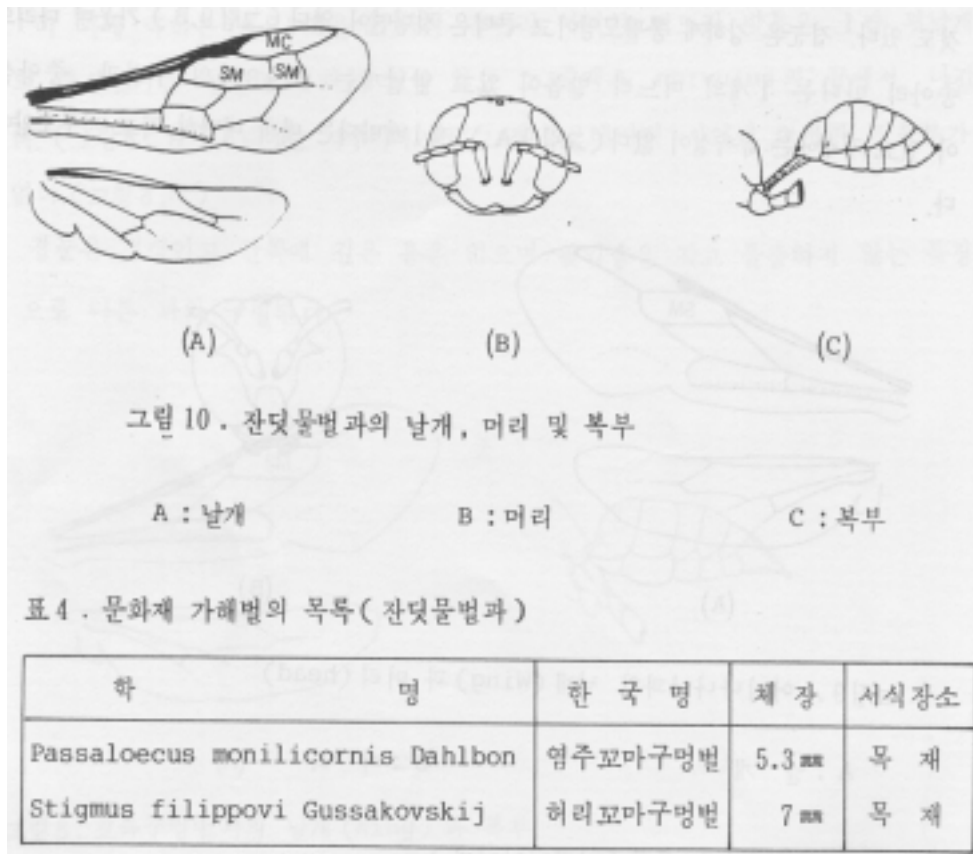 MC
SM SM
(A) (B) (C)
그림 10 . 잔딧물벌과의 날개, 머리 및 복부
A : 날개 B : 머리 C : 복부
표 4 . 문화재 가해벌의 목록 ( 잔딧물벌과 )
학 명 한 국 명 체 장 서식장소
Passaloecus monilicornis Dahlbon 염주꼬마구멍벌 5.3 ㎜ 목 재
Stigmus filippovi Gussakovskij 허리꼬마구멍벌 7 ㎜ 목 재